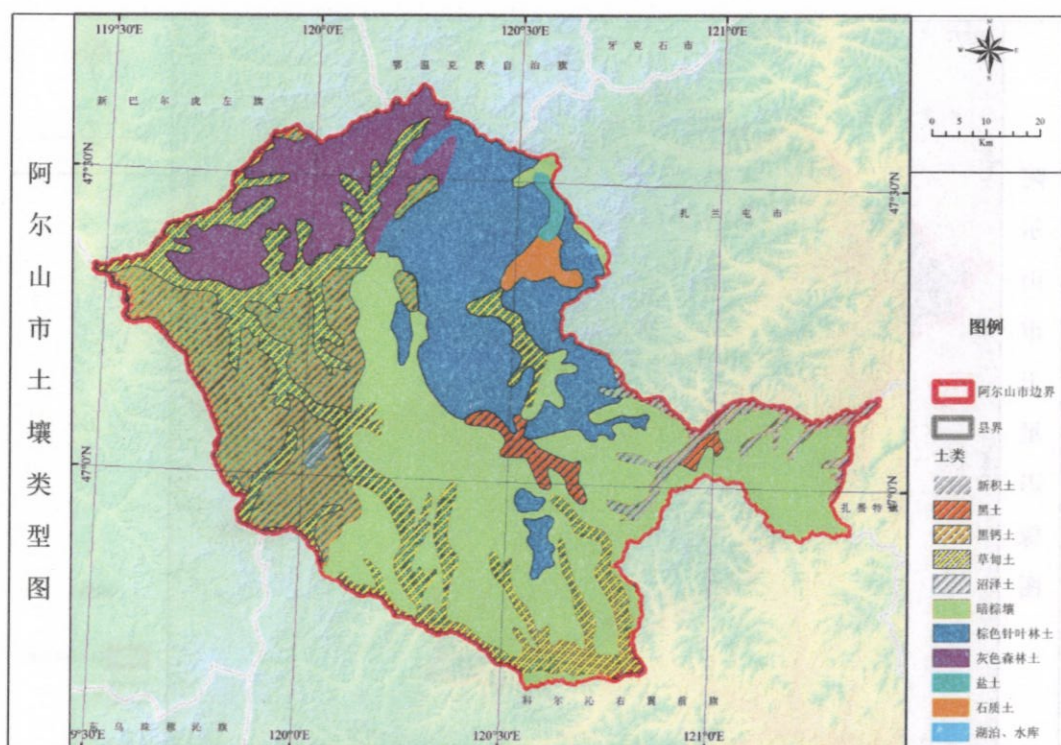 阿尔山市土壤类型图
119°30'E
120°0'E
120°30'E
121°0'E
牙克石市
鄂温克族自治旗
新巴尔虎左旗
47°30'N
47°30'N
扎兰屯市
47°0'N
47°0'N
扎赉特旗
科尔沁右翼前旗
东乌珠穆沁旗
9°30'E
120°0'E
120°30'E
121°0'E
N
W
E
S
0 5 10 20
Km
图例
阿尔山市边界
县界
土类
新积土
黑土
黑钙土
草甸土
沼泽土
暗棕壤
棕色针叶林土
灰色森林土
盐土
石质土
湖泊、水库